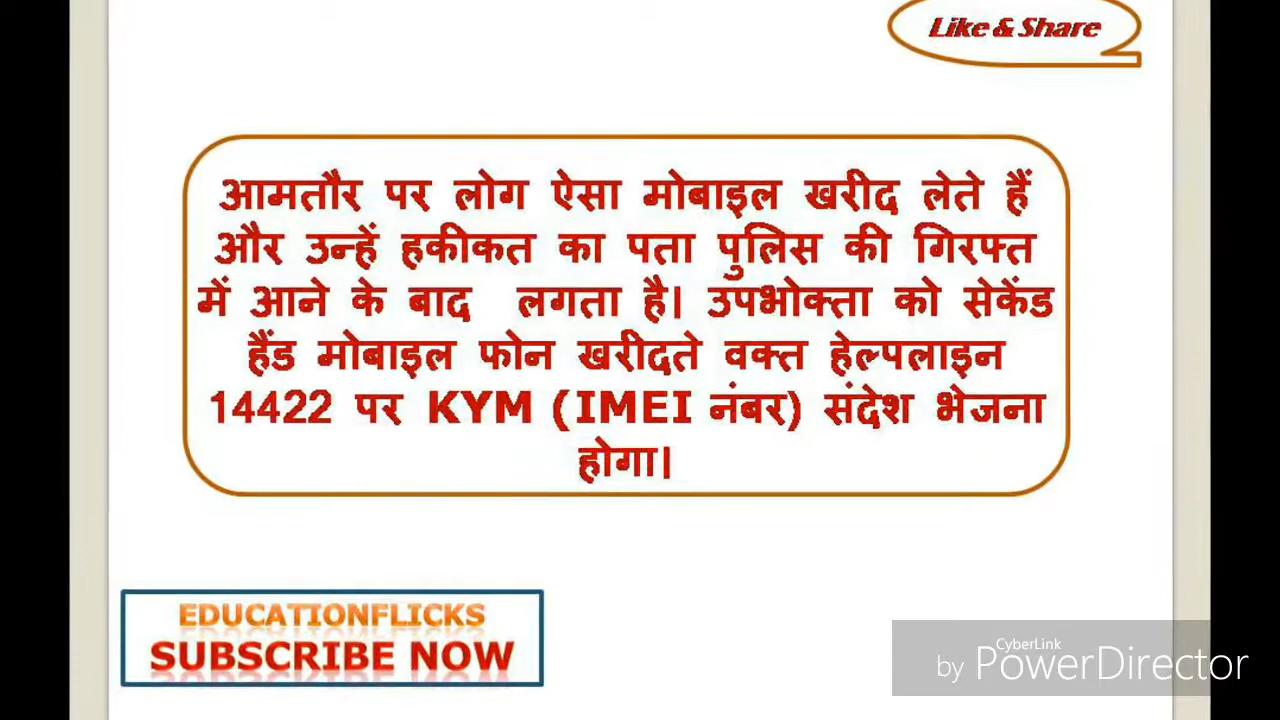 Like & Share
आमतौर पर लोग ऐसा मोबाइल खरीद लेते हैं
और उन्हें हकीकत का पता पुलिस की गिरफ्त
में आने के बाद लगता है। उपभोक्ता को सेकेंड
हैंड मोबाइल फोन खरीदते वक्त हेल्पलाइन
14422 पर KYM (IMEI नंबर) संदेश भेजना
होगा।
EDUCATIONFLICKS
SUBSCRIBE NOW
CyberLink
by PowerDirector